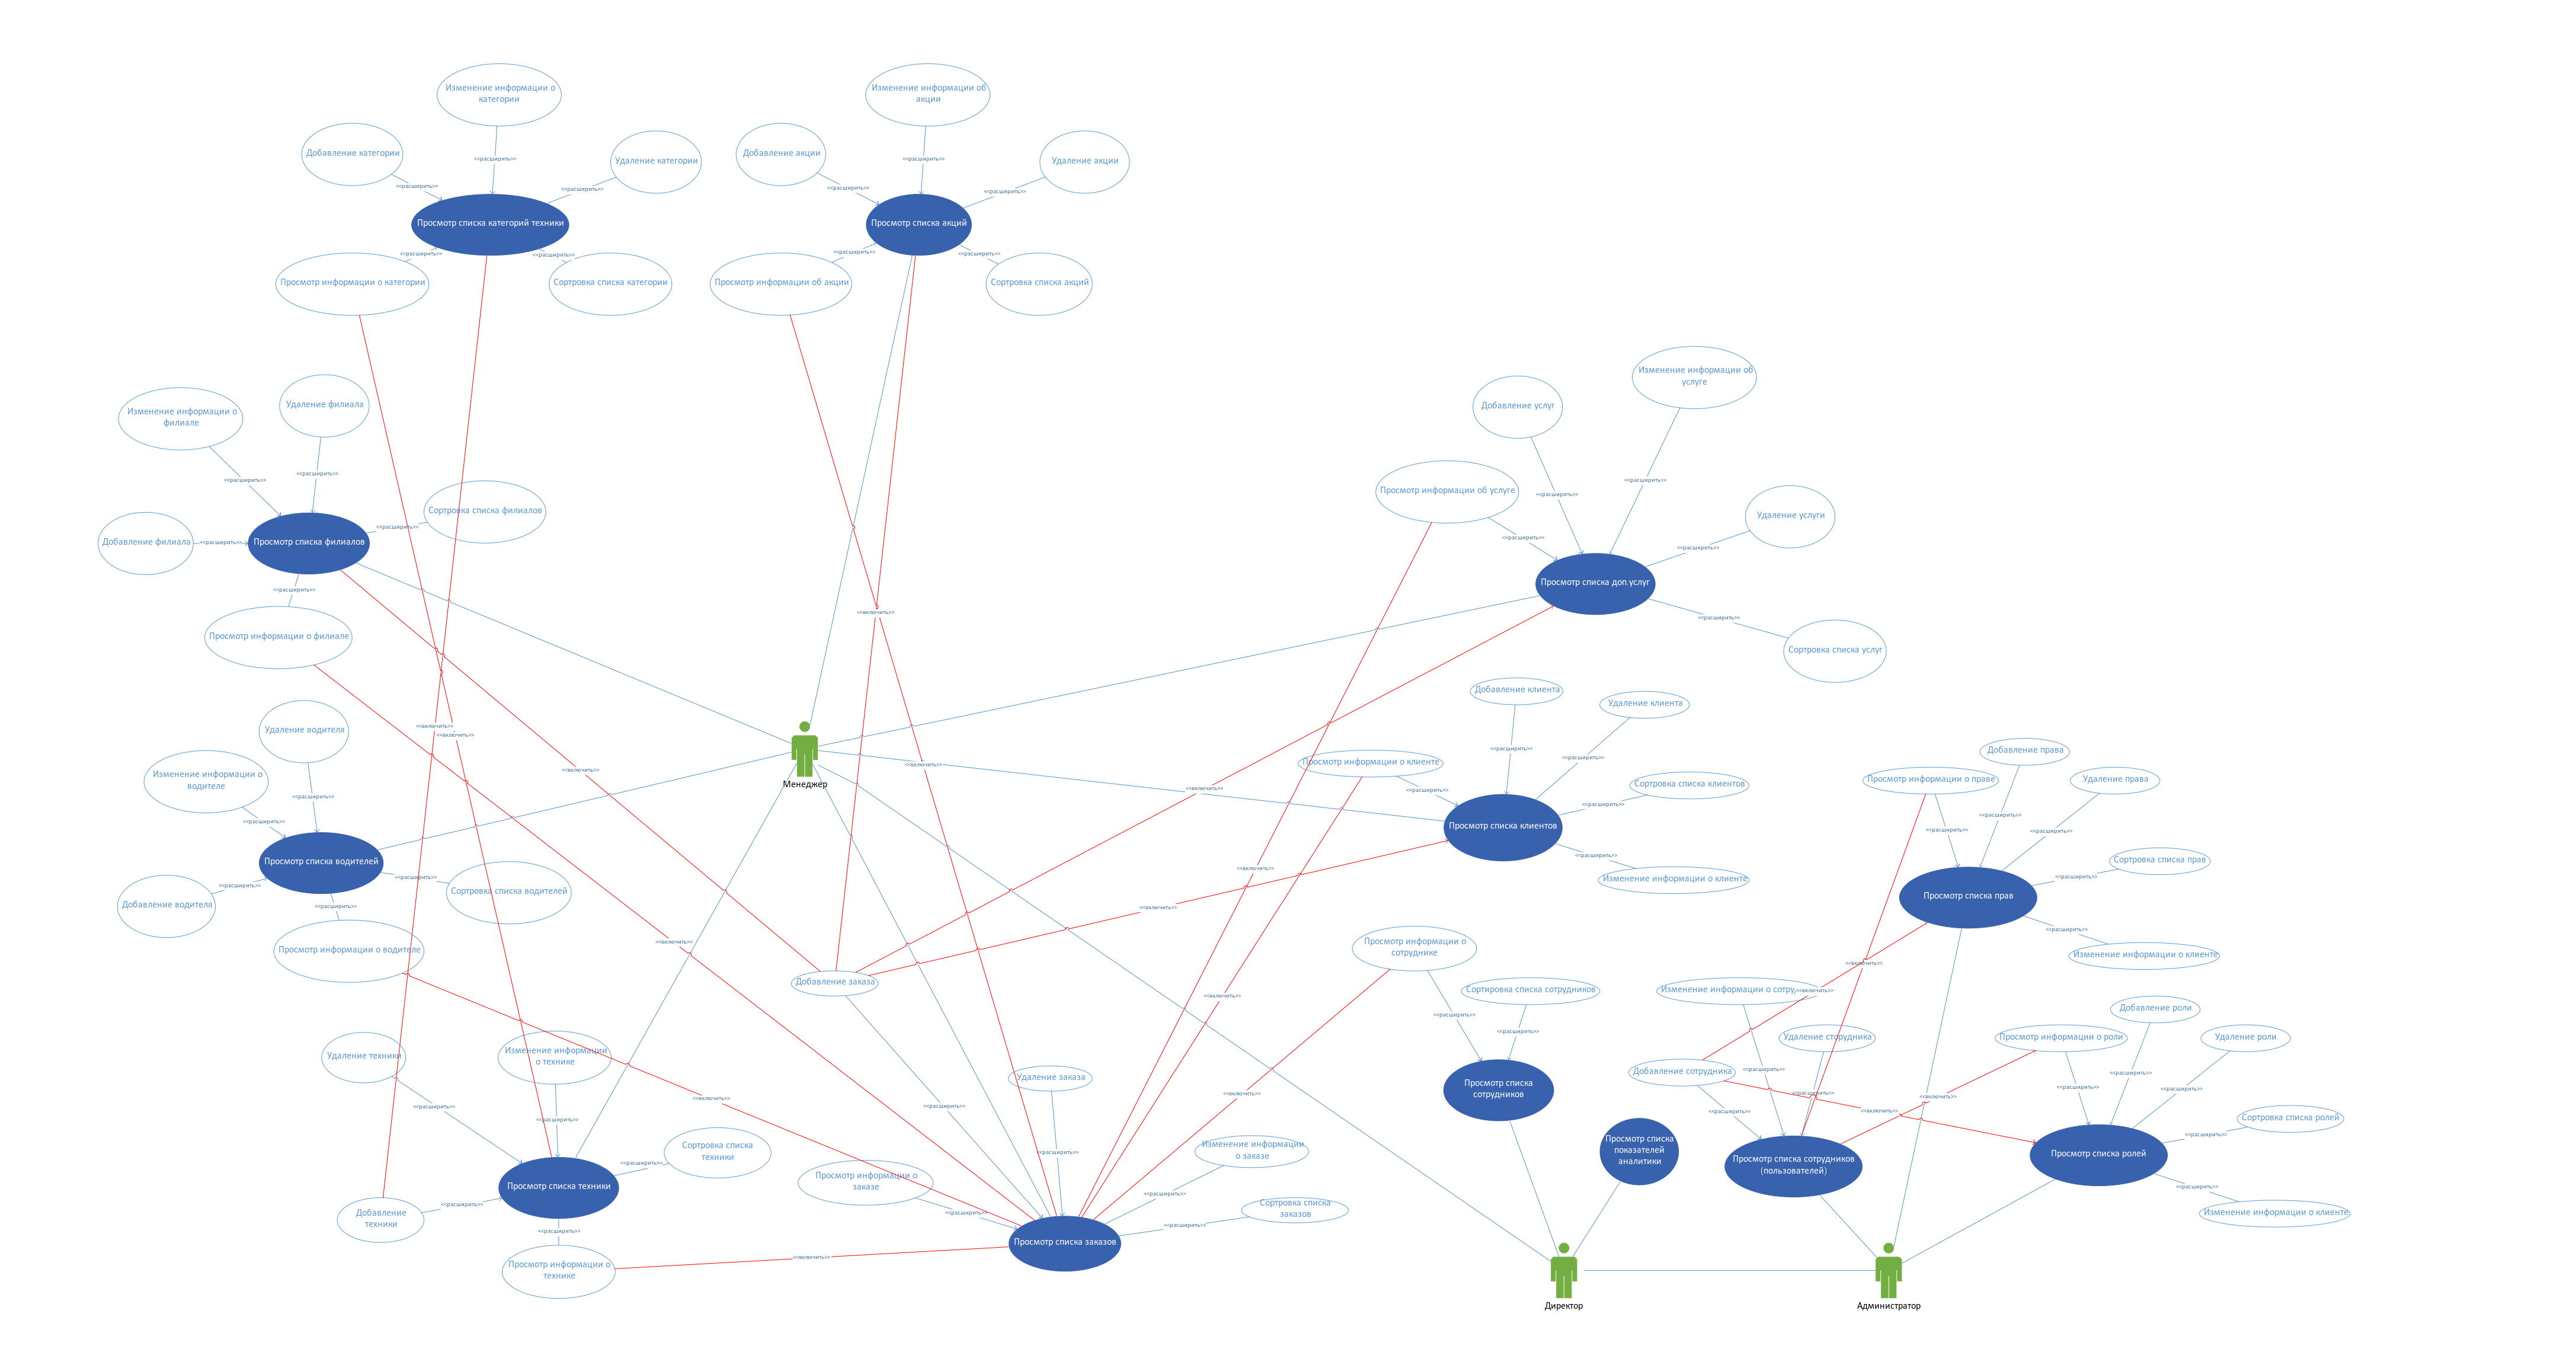 Изменение информации о
категории
Добавление категории
Удаление категории
<<расширить>>
<<расширить>>
<<расширить>>
Просмотр списка категорий техники
<<расширить>>
<<расширить>>
Просмотр информации о категории
Сортровка списка категории
Изменение информации об
акции
Добавление акции
Удаление акции
<<расширить>>
<<расширить>>
<<расширить>>
Просмотр списка акций
<<расширить>>
<<расширить>>
Просмотр информации об акции
Сортровка списка акций
Изменение информации о
филиале
Удаление филиала
<<расширить>>
<<расширить>>
Сортровка списка филиалов
<<расширить>>
Добавление филиала
<<расширить>>
Просмотр списка филиалов
<<расширить>>
Просмотр информации о филиале
Изменение информации об
услуге
Добавление услуг
<<расширить>>
Просмотр информации об услуге
<<расширить>>
Удаление услуги
<<расширить>>
<<расширить>>
Просмотр списка доп.услуг
<<расширить>>
Сортровка списка услуг
<<включить>>
<<включить>>
<<включить>>
<<включить>>
<<включить>>
<<включить>>
Менеджер
Удаление водителя
Изменение информации о
водителе
<<расширить>>
<<расширить>>
Просмотр списка водителей
<<расширить>>
<<расширить>>
Сортровка списка водителей
Добавление водителя
<<расширить>>
Просмотр информации о водителе
Добавление клиента
Удаление клиента
<<расширить>>
<<расширить>>
Просмотр информации о клиенте
<<расширить>>
Сортровка списка клиентов
<<расширить>>
Просмотр списка клиентов
<<расширить>>
Изменение информации о клиенте
<<включить>>
<<включить>>
<<включить>>
<<включить>>
Добавление заказа
Добавление права
Просмотр информации о праве
Удаление права
<<расширить>>
<<расширить>>
<<расширить>>
Сортровка списка прав
<<расширить>>
Просмотр списка прав
<<расширить>>
Изменение информации о клиенте
Просмотр информации о
сотруднике
Сортировка списка сотрудников
<<расширить>>
<<расширить>>
Просмотр списка
сотрудников
<<включить>>
<<включить>>
Изменение информации о сотру
Удаление сторудника
Добавление сотрудника
<<расширить>>
<<расширить>>
<<расширить>>
<<включить>>
<<включить>>
Просмотр списка сотрудников
(пользователей)
Просмотр списка
показателей
аналитики
Добавление роли
Просмотр информации о роли
Удаление роли
<<расширить>>
<<расширить>>
<<расширить>>
Сортровка списка ролей
<<расширить>>
Просмотр списка ролей
<<расширить>>
Изменение информации о клиенте
Удаление техники
Изменение информации
о технике
<<расширить>>
<<расширить>>
Сортровка списка
техники
<<расширить>>
Просмотр списка техники
Добавление
техники
<<расширить>>
<<расширить>>
Просмотр информации о
технике
<<включить>>
<<включить>>
<<включить>>
Удаление заказа
<<расширить>>
<<расширить>>
Изменение информации
о заказе
Просмотр информации о
заказе
<<расширить>>
<<расширить>>
Сортровка списка
заказов
<<расширить>>
Просмотр списка заказов
Директор
Администратор